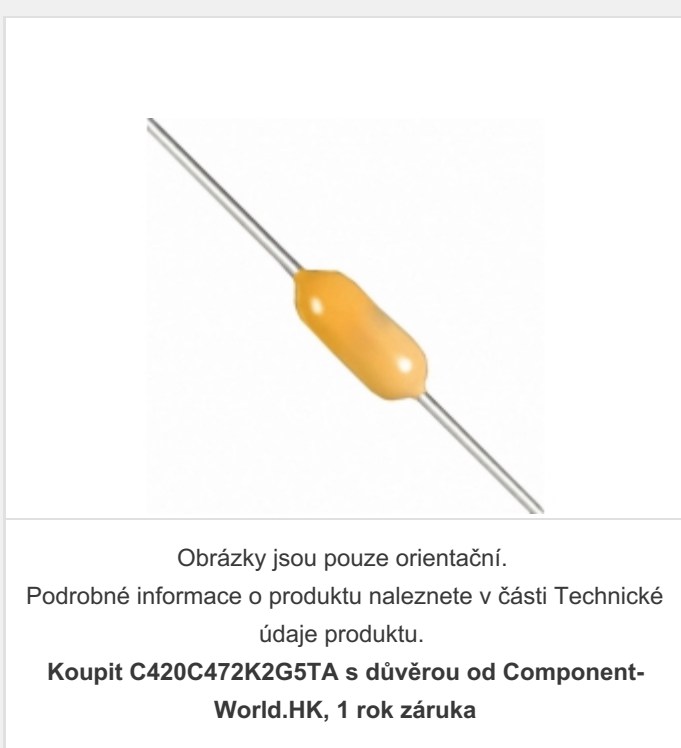 Obrázky jsou pouze orientační.
Podrobné informace o produktu naleznete v části Technické
údaje produktu.
Koupit C420C472K2G5TA s důvěrou od Component-
World.HK, 1 rok záruka